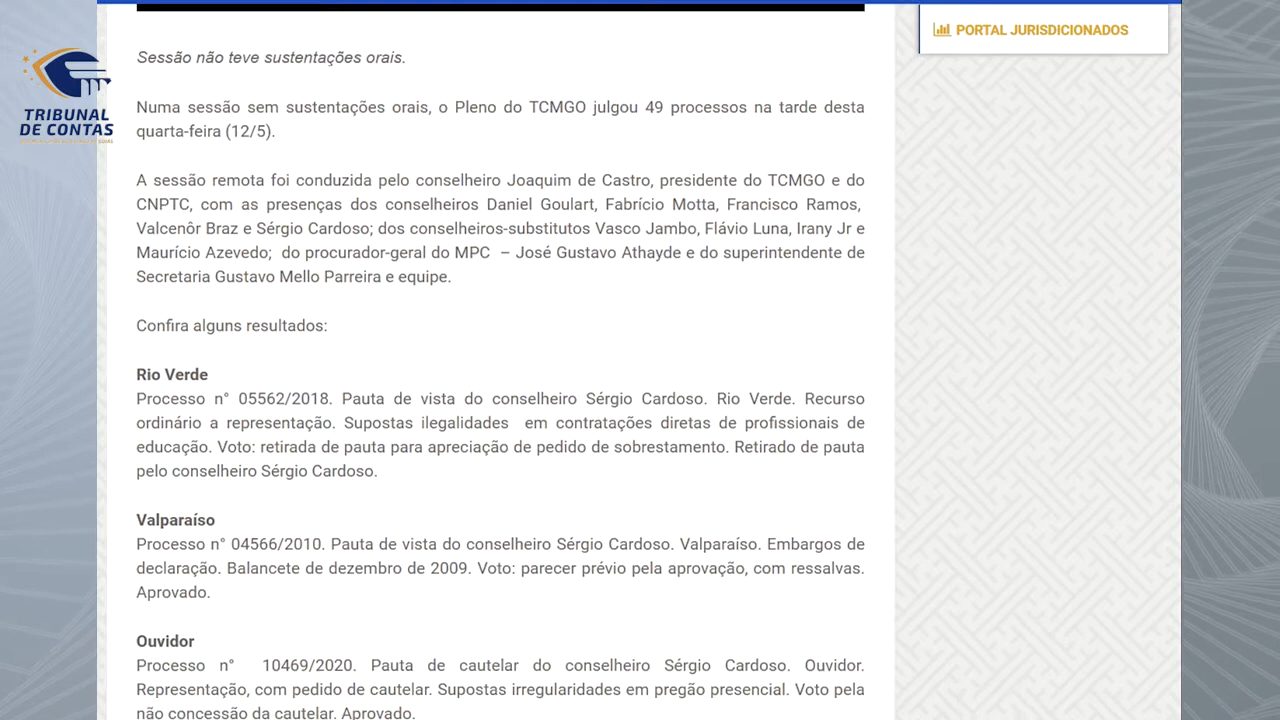 PORTAL JURISDICIONADOS
TRIBUNAL
DE CONTAS
Sessão não teve sustentações orais.
Numa sessão sem sustentações orais, o Pleno do TCMGO julgou 49 processos na tarde desta
quarta-feira (12/5).
A sessão remota foi conduzida pelo conselheiro Joaquim de Castro, presidente do TCMGO e do
CNPTC, com as presenças dos conselheiros Daniel Goulart, Fabrício Motta, Francisco Ramos,
Valcenôr Braz e Sérgio Cardoso; dos conselheiros-substitutos Vasco Jambo, Flávio Luna, Irany Jr e
Maurício Azevedo; do procurador-geral do MPC – José Gustavo Athayde e do superintendente de
Secretaria Gustavo Mello Parreira e equipe.
Confira alguns resultados:
Rio Verde
Processo n° 05562/2018. Pauta de vista do conselheiro Sérgio Cardoso. Rio Verde. Recurso
ordinário a representação. Supostas ilegalidades em contratações diretas de profissionais de
educação. Voto: retirada de pauta para apreciação de pedido de sobrestamento. Retirado de pauta
pelo conselheiro Sérgio Cardoso.
Valparaíso
Processo n° 04566/2010. Pauta de vista do conselheiro Sérgio Cardoso. Valparaíso. Embargos de
declaração. Balancete de dezembro de 2009. Voto: parecer prévio pela aprovação, com ressalvas.
Aprovado.
Ouvidor
Processo n° 10469/2020. Pauta de cautelar do conselheiro Sérgio Cardoso. Ouvidor.
Representação, com pedido de cautelar. Supostas irregularidades em pregão presencial. Voto pela
não concessão da cautelar. Aprovado.